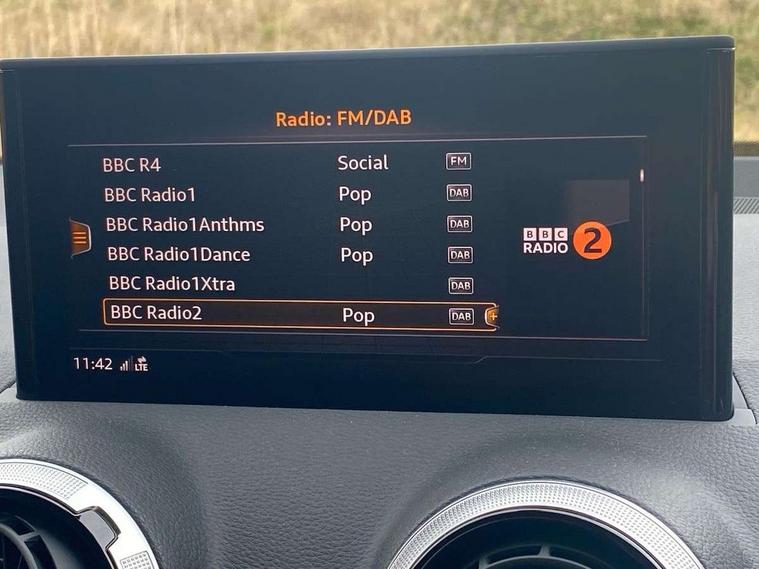 Radio: FM/DAB
BBC R4 Social FM
BBC Radio1 Pop DAB
BBC Radio1Anthms Pop DAB
BBC Radio1Dance Pop DAB
BBC Radio1Xtra DAB
BBC Radio2 Pop DAB +
BBC
RADIO 2
11:42 LTE